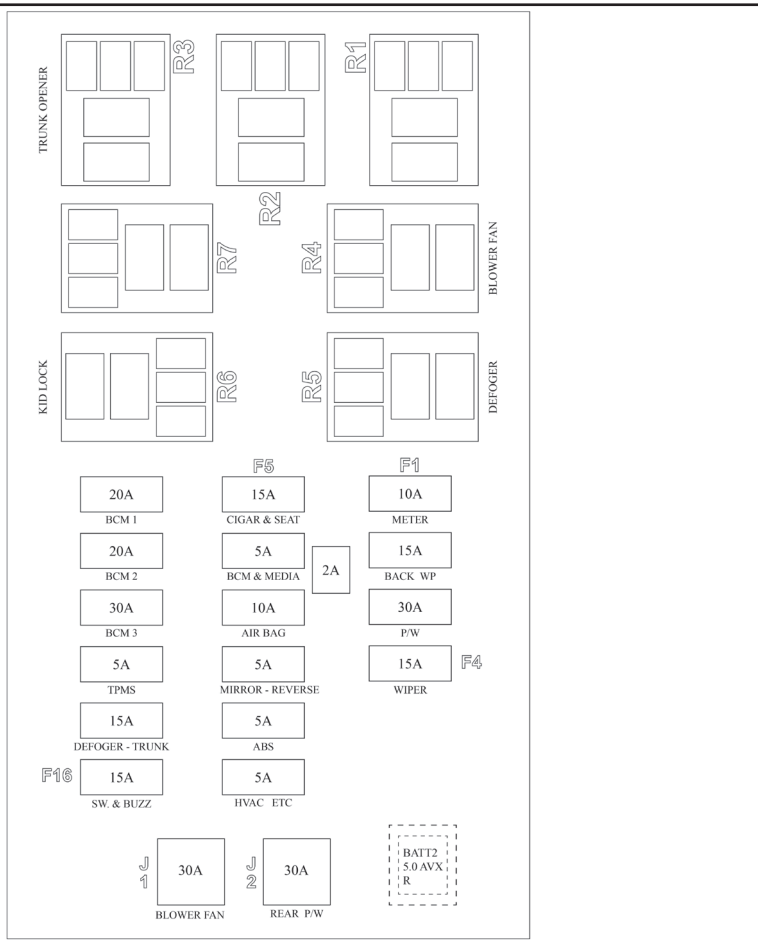 R3
R1
TRUNK OPENER
R2
R7
R4
BLOWER FAN
KID LOCK
R6
R5
DEFOGER
F5
F1
20A
15A
10A
BCM 1
CIGAR & SEAT
METER
20A
5A
2A
15A
BCM 2
BCM & MEDIA
BACK WP
30A
10A
30A
BCM 3
AIR BAG
P/W
5A
5A
15A
F4
TPMS
MIRROR - REVERSE
WIPER
15A
5A
DEFOGER - TRUNK
ABS
F16
15A
5A
SW. & BUZZ
HVAC ETC
J1
30A
J2
30A
BATT2
5.0 AVX
R
BLOWER FAN
REAR P/W